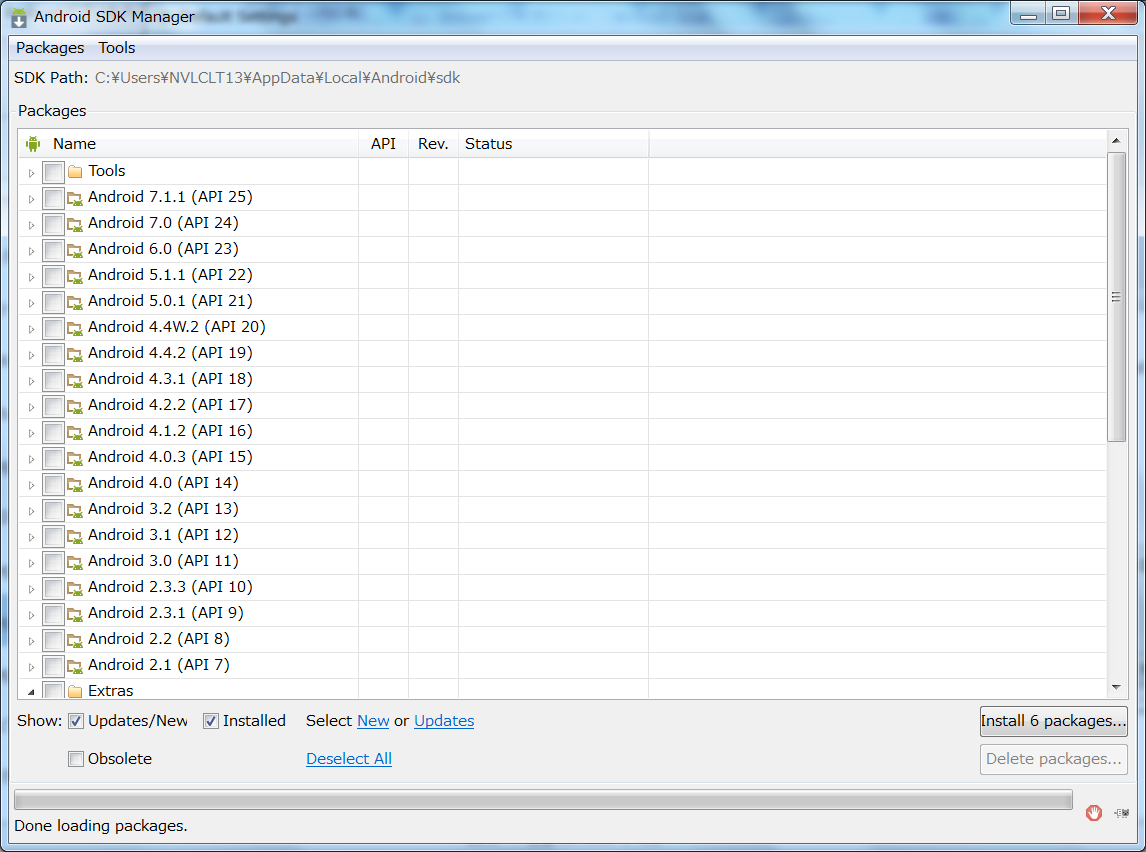 Android SDK Manager
Packages Tools
SDK Path: C:¥Users¥NVLCLT13¥AppData¥Local¥Android¥sdk
Packages
Name API Rev. Status
Tools
Android 7.1.1 (API 25)
Android 7.0 (API 24)
Android 6.0 (API 23)
Android 5.1.1 (API 22)
Android 5.0.1 (API 21)
Android 4.4W.2 (API 20)
Android 4.4.2 (API 19)
Android 4.3.1 (API 18)
Android 4.2.2 (API 17)
Android 4.1.2 (API 16)
Android 4.0.3 (API 15)
Android 4.0 (API 14)
Android 3.2 (API 13)
Android 3.1 (API 12)
Android 3.0 (API 11)
Android 2.3.3 (API 10)
Android 2.3.1 (API 9)
Android 2.2 (API 8)
Android 2.1 (API 7)
Extras
Show: Updates/New Installed Select New or Updates Install 6 packages...
Obsolete Deselect All Delete packages...
Done loading packages.